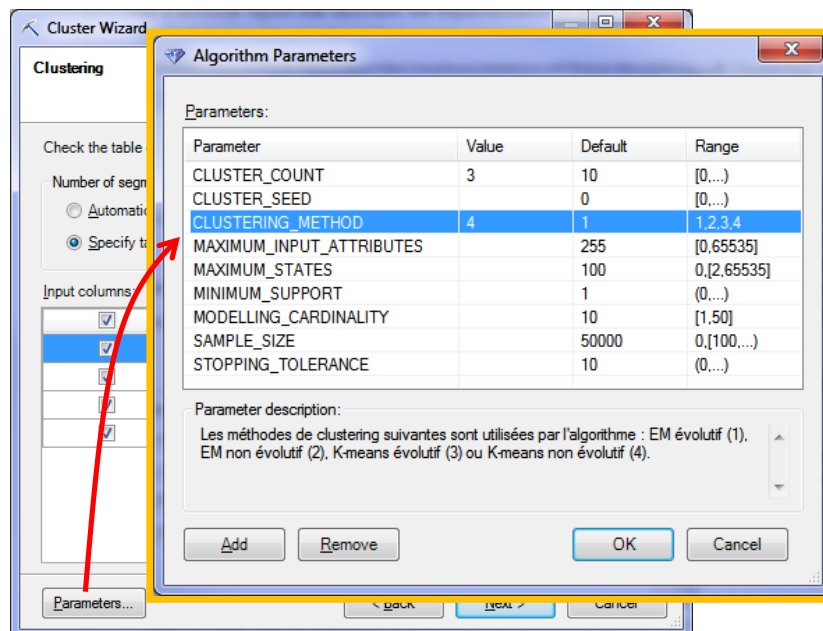 Cluster Wizard
Clustering
Check the table
Number of segm
Automatic
Specify ta
Input columns:
Parameters...
< Back
Next >
Cancel
Algorithm Parameters
Parameters:
Parameter Value Default Range
CLUSTER_COUNT 3 10 [0,...)
CLUSTER_SEED 0 [0,...)
CLUSTERING_METHOD 4 1 1,2,3,4
MAXIMUM_INPUT_ATTRIBUTES 255 [0,65535]
MAXIMUM_STATES 100 0,[2,65535]
MINIMUM_SUPPORT 1 (0,...)
MODELLING_CARDINALITY 10 [1,50]
SAMPLE_SIZE 50000 0,[100,...)
STOPPING_TOLERANCE 10 (0,...)
Parameter description:
Les méthodes de clustering suivantes sont utilisées par l'algorithme : EM évolutif (1),
EM non évolutif (2), K-means évolutif (3) ou K-means non évolutif (4).
Add Remove OK Cancel